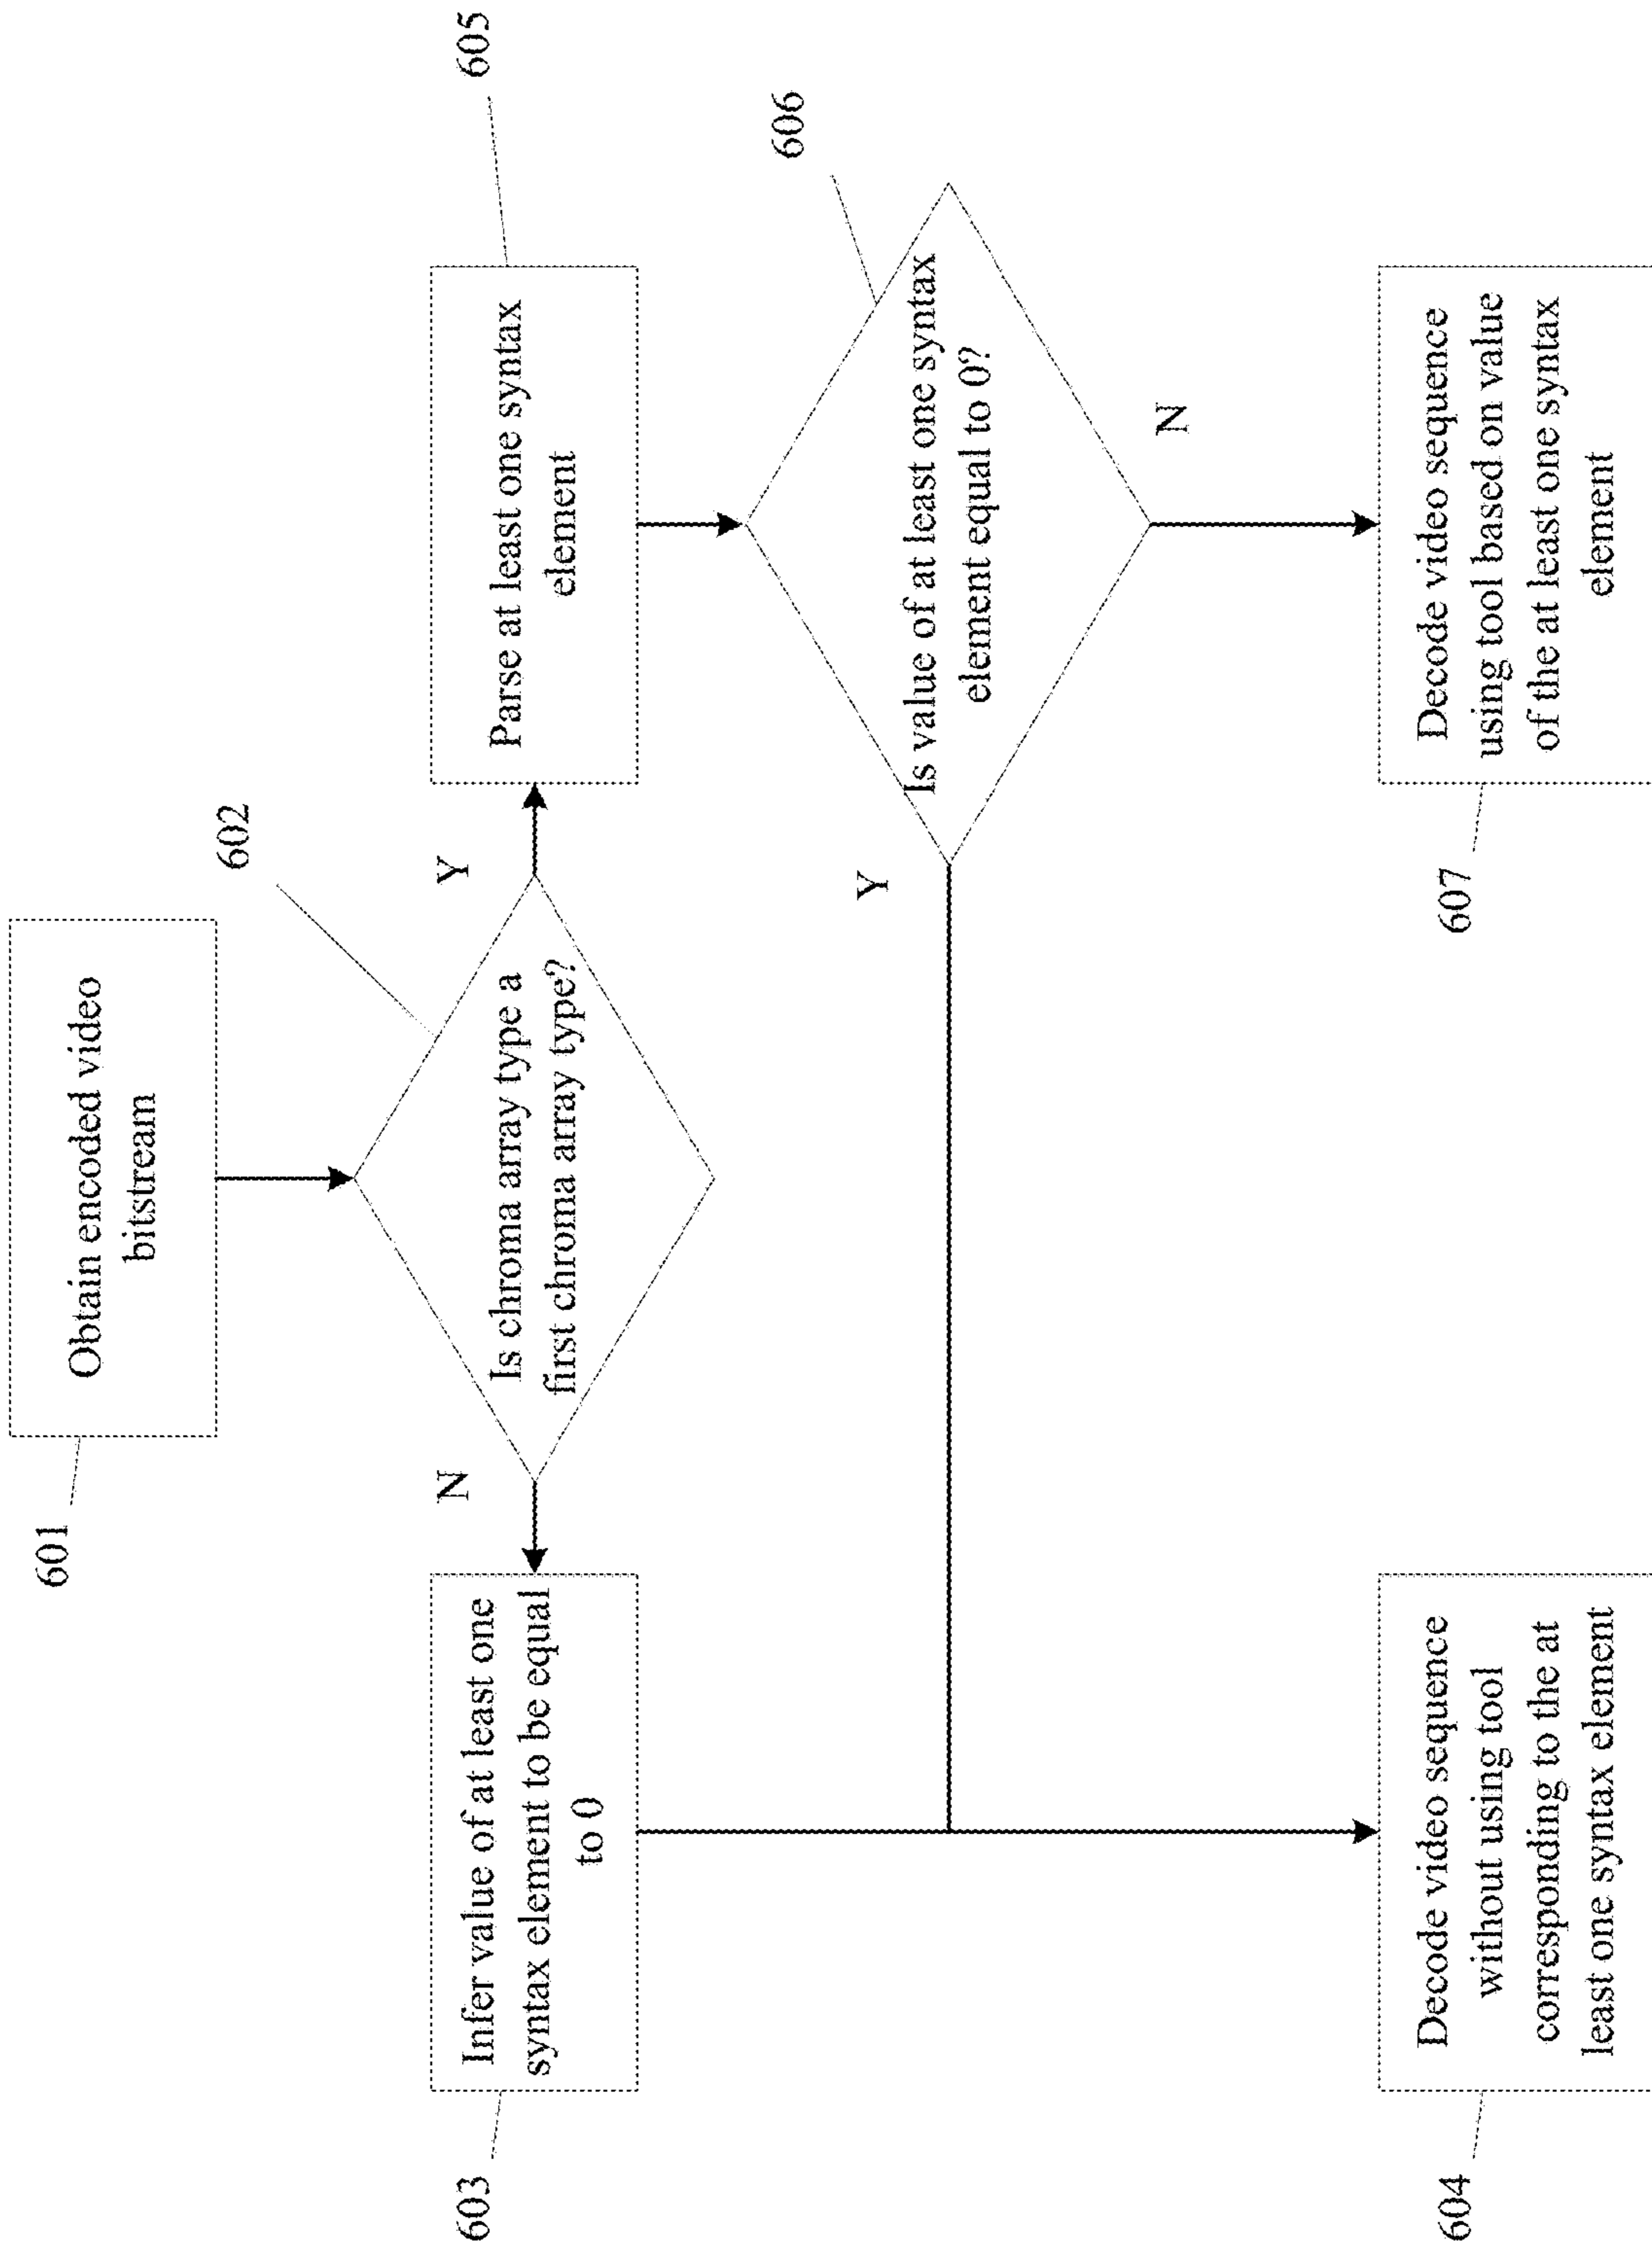 601
Obtain encoded video
bitstream
602
Is chroma array type a
first chroma array type?
N
Y
603
Infer value of at least one
syntax element to be equal
to 0
605
Parse at least one syntax
element
606
Is value of at least one syntax
element equal to 0?
Y
N
604
Decode video sequence
without using tool
corresponding to the at
least one syntax element
607
Decode video sequence
using tool based on value
of the at least one syntax
element